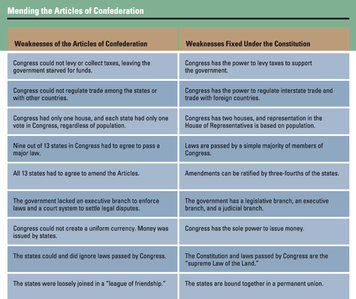 Mending the Articles of Confederation
Weaknesses of the Articles of Confederation
Weaknesses Fixed Under the Constitution
Congress could not levy or collect taxes, leaving the
government starved for funds.
Congress has the power to levy taxes to support
the government.
Congress could not regulate trade among the states or
with other countries.
Congress has the power to regulate interstate trade and
trade with foreign countries.
Congress had only one house, and each state had only one
vote in Congress, regardless of population.
Congress has two houses, and representation in the
House of Representatives is based on population.
Nine out of 13 states in Congress had to agree to pass a
major law.
Laws are passed by a simple majority of members of
Congress.
All 13 states had to agree to amend the Articles.
Amendments can be ratified by three-fourths of the states.
The government lacked an executive branch to enforce
laws and a court system to settle legal disputes.
The government has a legislative branch, an executive
branch, and a judicial branch.
Congress could not create a uniform currency. Money was
issued by states.
Congress has the sole power to issue money.
The states could and did ignore laws passed by Congress.
The Constitution and laws passed by Congress are the
"supreme Law of the Land."
The states were loosely joined in a "league of friendship."
The states are bound together in a permanent union.